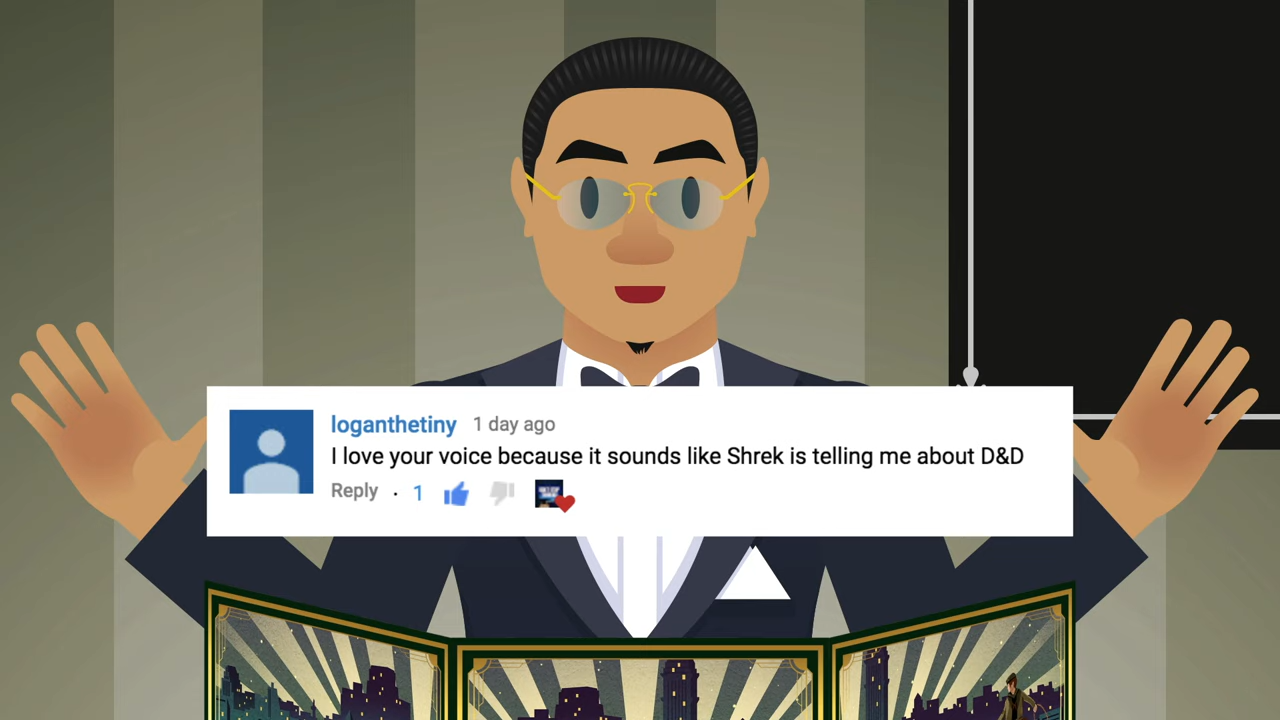 loganthetiny 1 day ago
I love your voice because it sounds like Shrek is telling me about D&D
Reply · 1